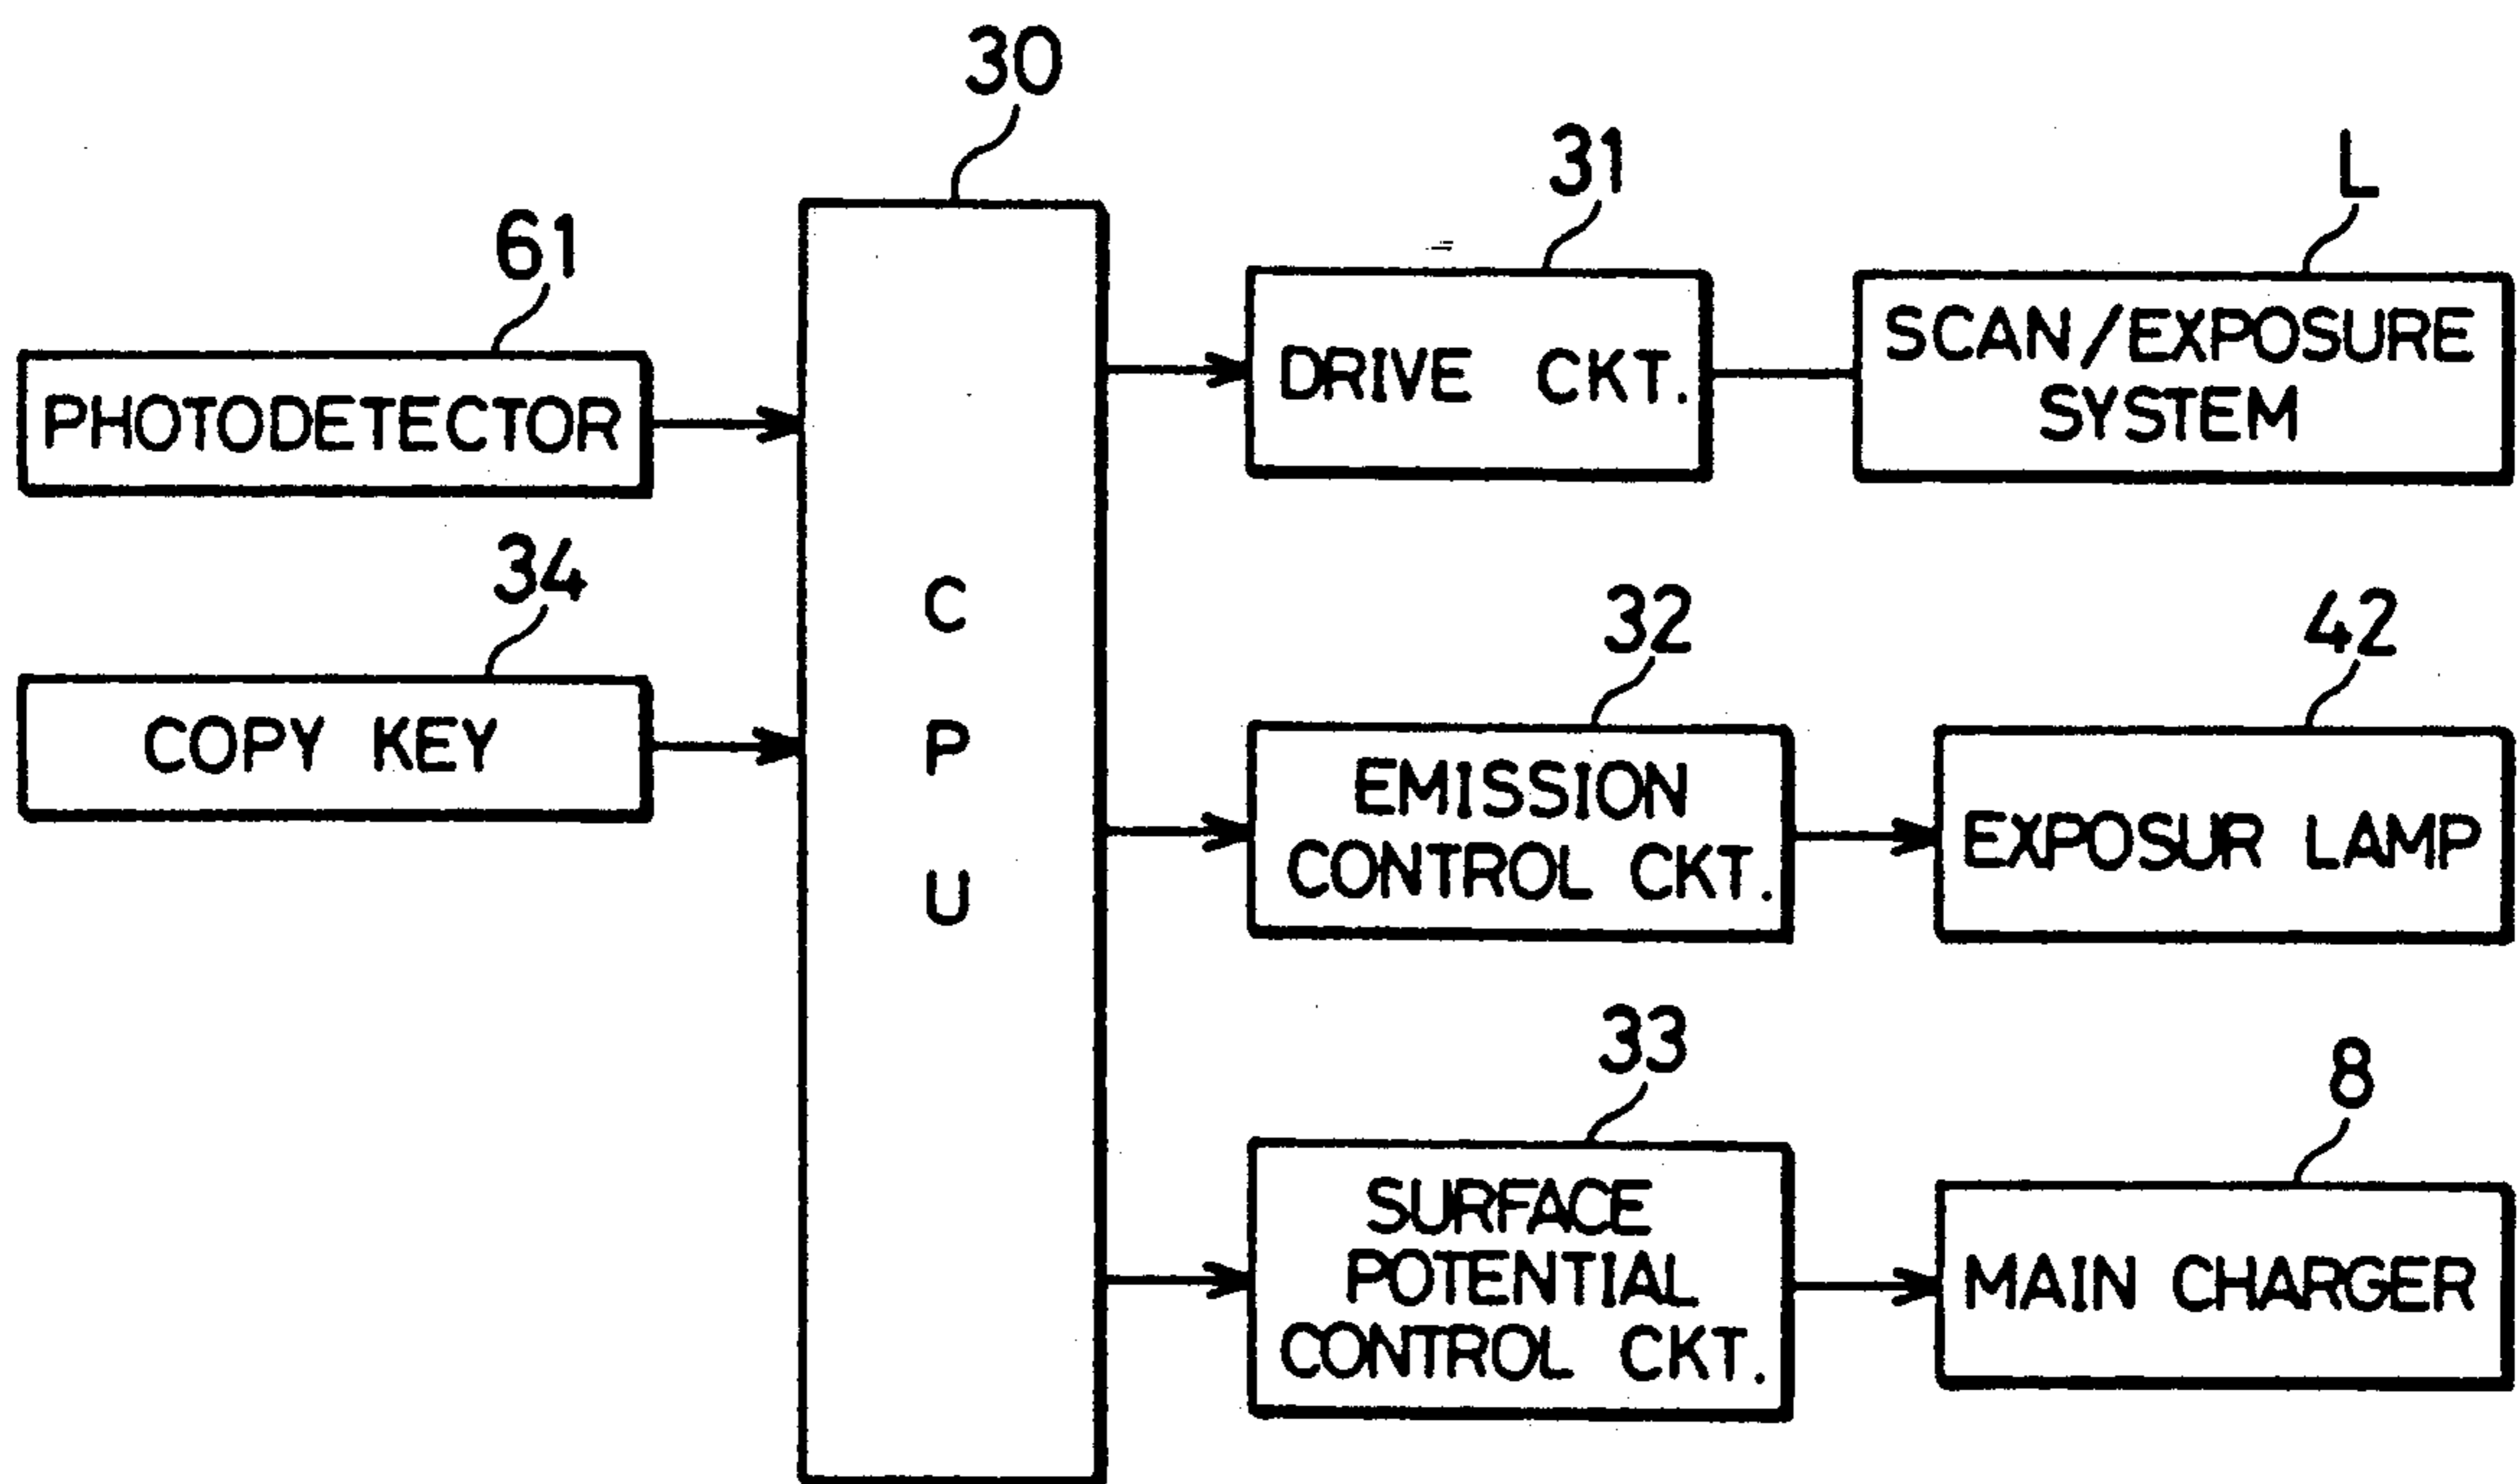 30
61
PHOTODETECTOR
34
COPY KEY
C
P
U
31
DRIVE CKT.
L
SCAN/EXPOSURE
SYSTEM
32
EMISSION
CONTROL CKT.
42
EXPOSUR LAMP
33
SURFACE
POTENTIAL
CONTROL CKT.
8
MAIN CHARGER